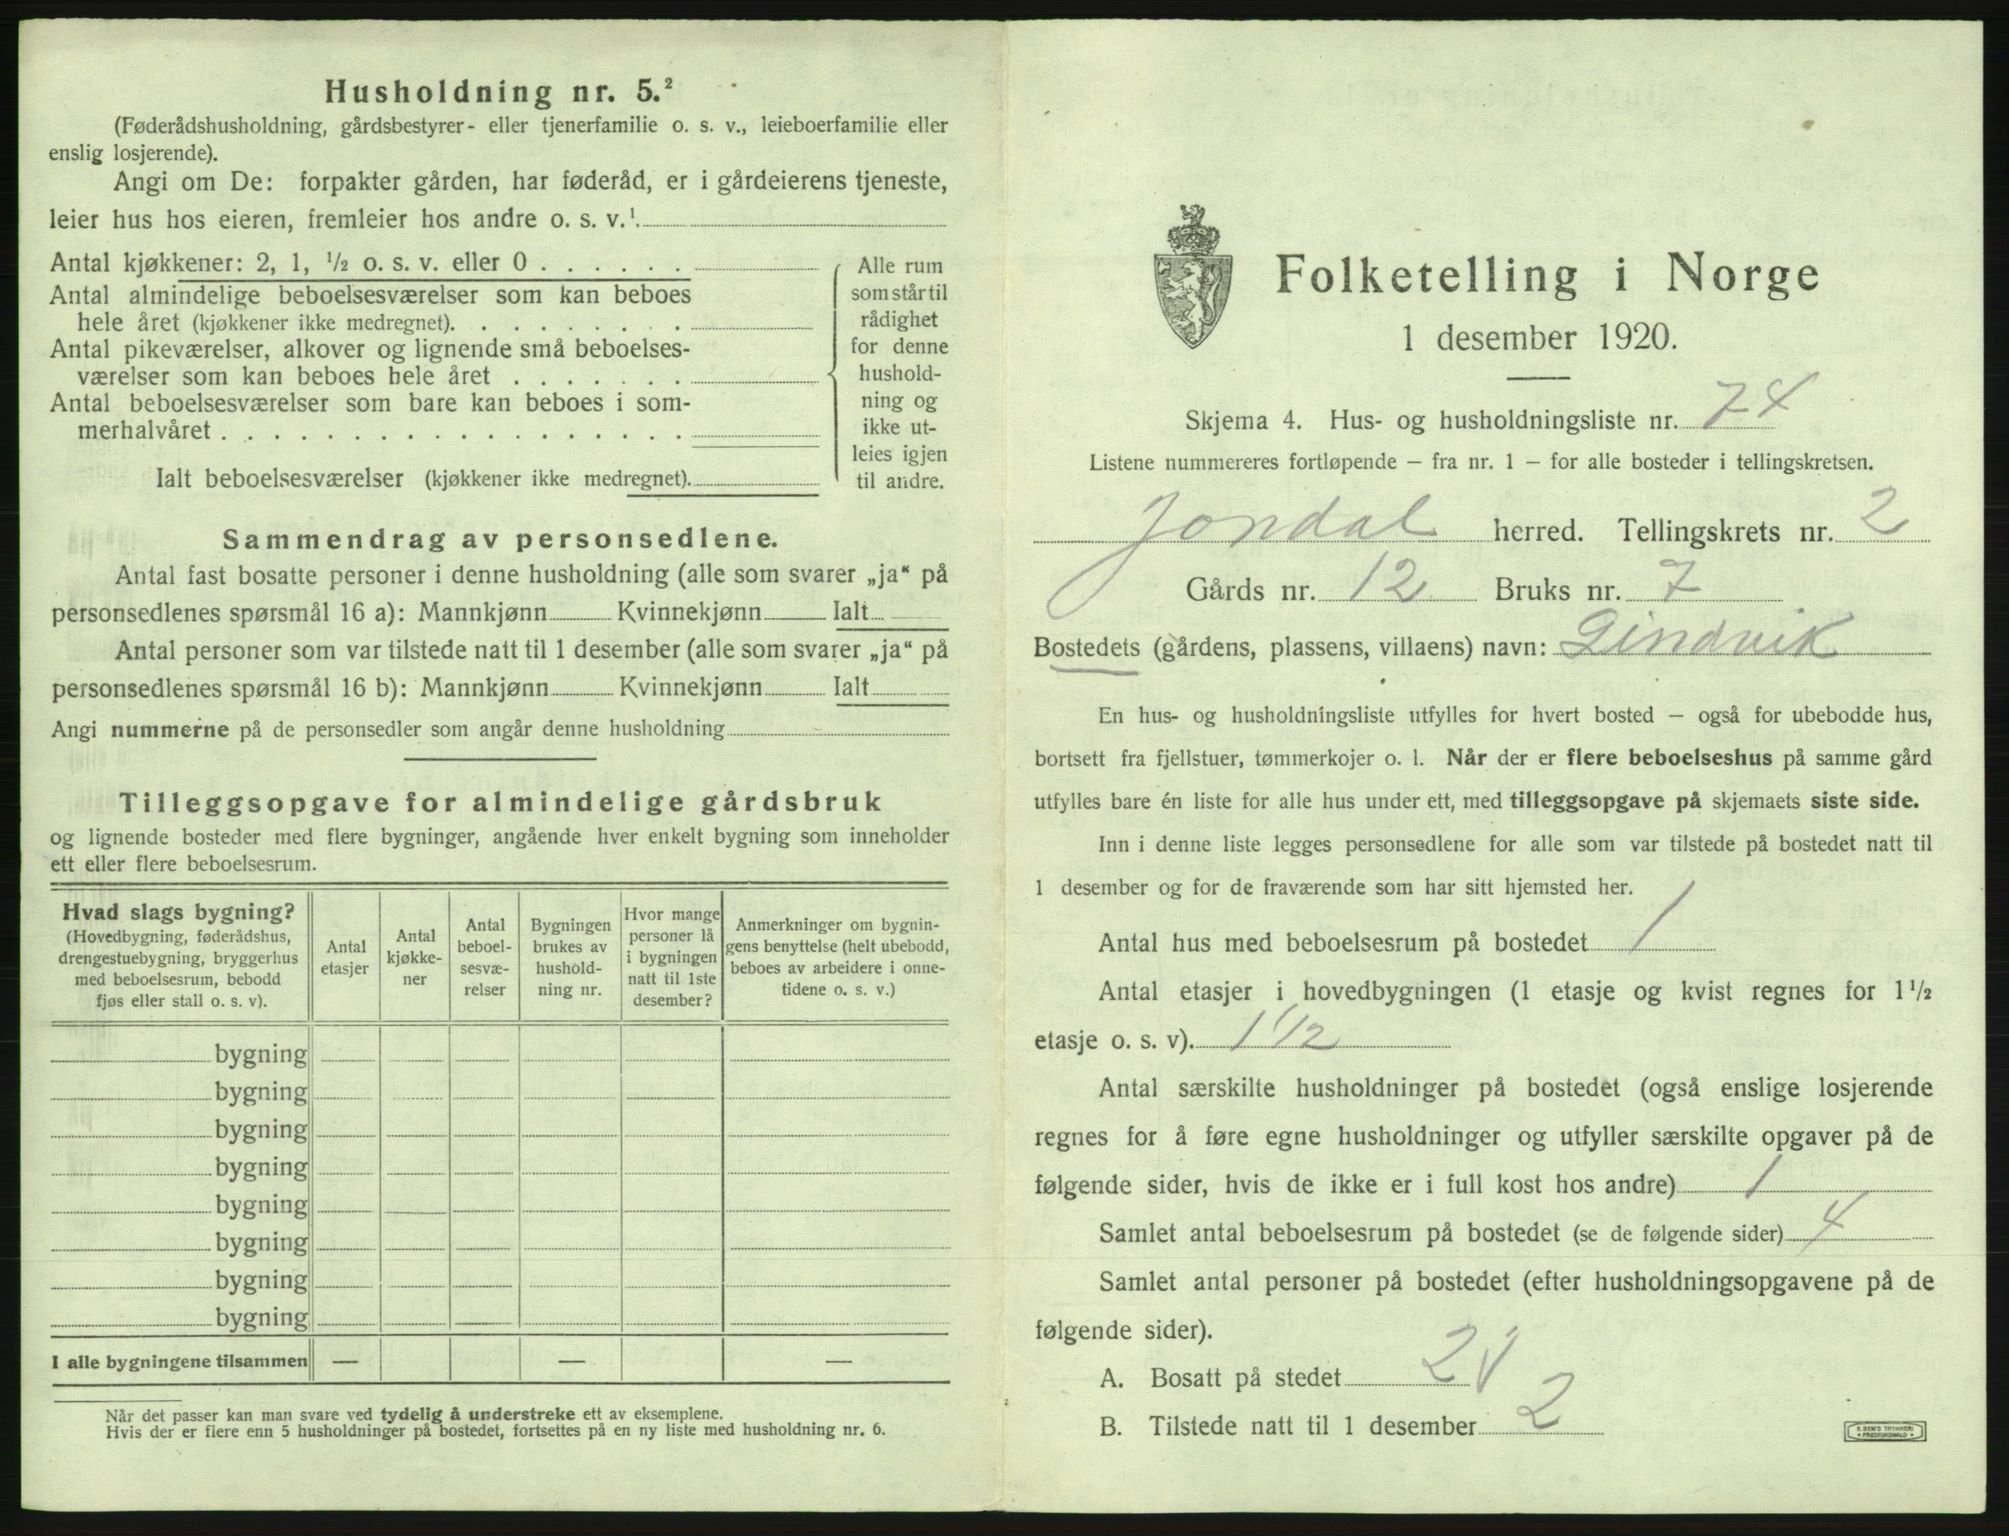 Husholdning nr. 5.²
(Føderådshusholdning, gårdsbestyrer- eller tjenerfamilie o. s. v., leieboerfamilie eller
enslig losjerende).
Angi om De: forpakter gården, har føderåd, er i gårdeierens tjeneste,
leier hus hos eieren, fremleier hos andre o. s. v.¹.
Antal kjøkkener: 2, 1, ½ o. s. v. eller 0 . . . . . .
Antal almindelige beboelsesværelser som kan beboes
hele året (kjøkkener ikke medregnet). . . . . . . . .
Antal pikeværelser, alkover og lignende små beboelses-
værelser som kan beboes hele året . . . . . . .
Antal beboelsesværelser som bare kan beboes i som-
merhalvåret . . . . . . . . . . . . . . . . . .
Ialt beboelsesværelser (kjøkkener ikke medregnet).
Alle rum
som står til
rådighet
for denne
hushold-
ning og
ikke ut-
leies igjen
til andre.
Sammendrag av personsedlene.
Antal fast bosatte personer i denne husholdning (alle som svarer „ja“ på
personsedlenes spørsmål 16 a): Mannkjønn Kvinnekjønn Ialt
Antal personer som var tilstede natt til 1 desember (alle som svarer „ja“ på
personsedlenes spørsmål 16 b): Mannkjønn Kvinnekjønn Ialt
Angi nummerne på de personsedler som angår denne husholdning
Tilleggsopgave for almindelige gårdsbruk
og lignende bosteder med flere bygninger, angående hver enkelt bygning som inneholder
ett eller flere beboelsesrum.
Hvad slags bygning?
(Hovedbygning, føderådshus,
drengestuebygning, bryggerhus
med beboelsesrum, bebodd
fjøs eller stall o. s. v).
Antal
etasjer
Antal
kjøkke-
ner
Antal
beboel-
sesvæ-
relser
Bygningen
brukes av
hushold-
ning nr.
Hvor mange
personer lå
i bygningen
natt til 1ste
desember?
Anmerkninger om bygnin-
gens benyttelse (helt ubebodd,
beboes av arbeidere i onne-
tidene o. s. v.)
bygning
bygning
bygning
bygning
bygning
bygning
bygning
bygning
I alle bygningene tilsammen — — —
Når det passer kan man svare ved tydelig å understreke ett av eksemplene.
Hvis der er flere enn 5 husholdninger på bostedet, fortsettes på en ny liste med husholdning nr. 6.
Folketelling i Norge
1 desember 1920.
Skjema 4. Hus- og husholdningsliste nr. 74
Listene nummereres fortløpende – fra nr. 1 – for alle bosteder i tellingskretsen.
Jondal herred. Tellingskrets nr. 2
Gårds nr. 12 Bruks nr. 7
Bostedets (gårdens, plassens, villaens) navn: Lindvik
En hus- og husholdningsliste utfylles for hvert bosted – også for ubebodde hus,
bortsett fra fjellstuer, tømmerkojer o. l. Når der er flere beboelseshus på samme gård
utfylles bare én liste for alle hus under ett, med tilleggsopgave på skjemaets siste side.
Inn i denne liste legges personsedlene for alle som var tilstede på bostedet natt til
1 desember og for de fraværende som har sitt hjemsted her.
Antal hus med beboelsesrum på bostedet 1
Antal etasjer i hovedbygningen (1 etasje og kvist regnes for 1 ½
etasje o. s. v). 1 1/2
Antal særskilte husholdninger på bostedet (også enslige losjerende
regnes for å føre egne husholdninger og utfyller særskilte opgaver på de
følgende sider, hvis de ikke er i full kost hos andre) 1
Samlet antal beboelsesrum på bostedet (se de følgende sider) 4
Samlet antal personer på bostedet (efter husholdningsopgavene på de
følgende sider).
A. Bosatt på stedet 2
B. Tilstede natt til 1 desember 2